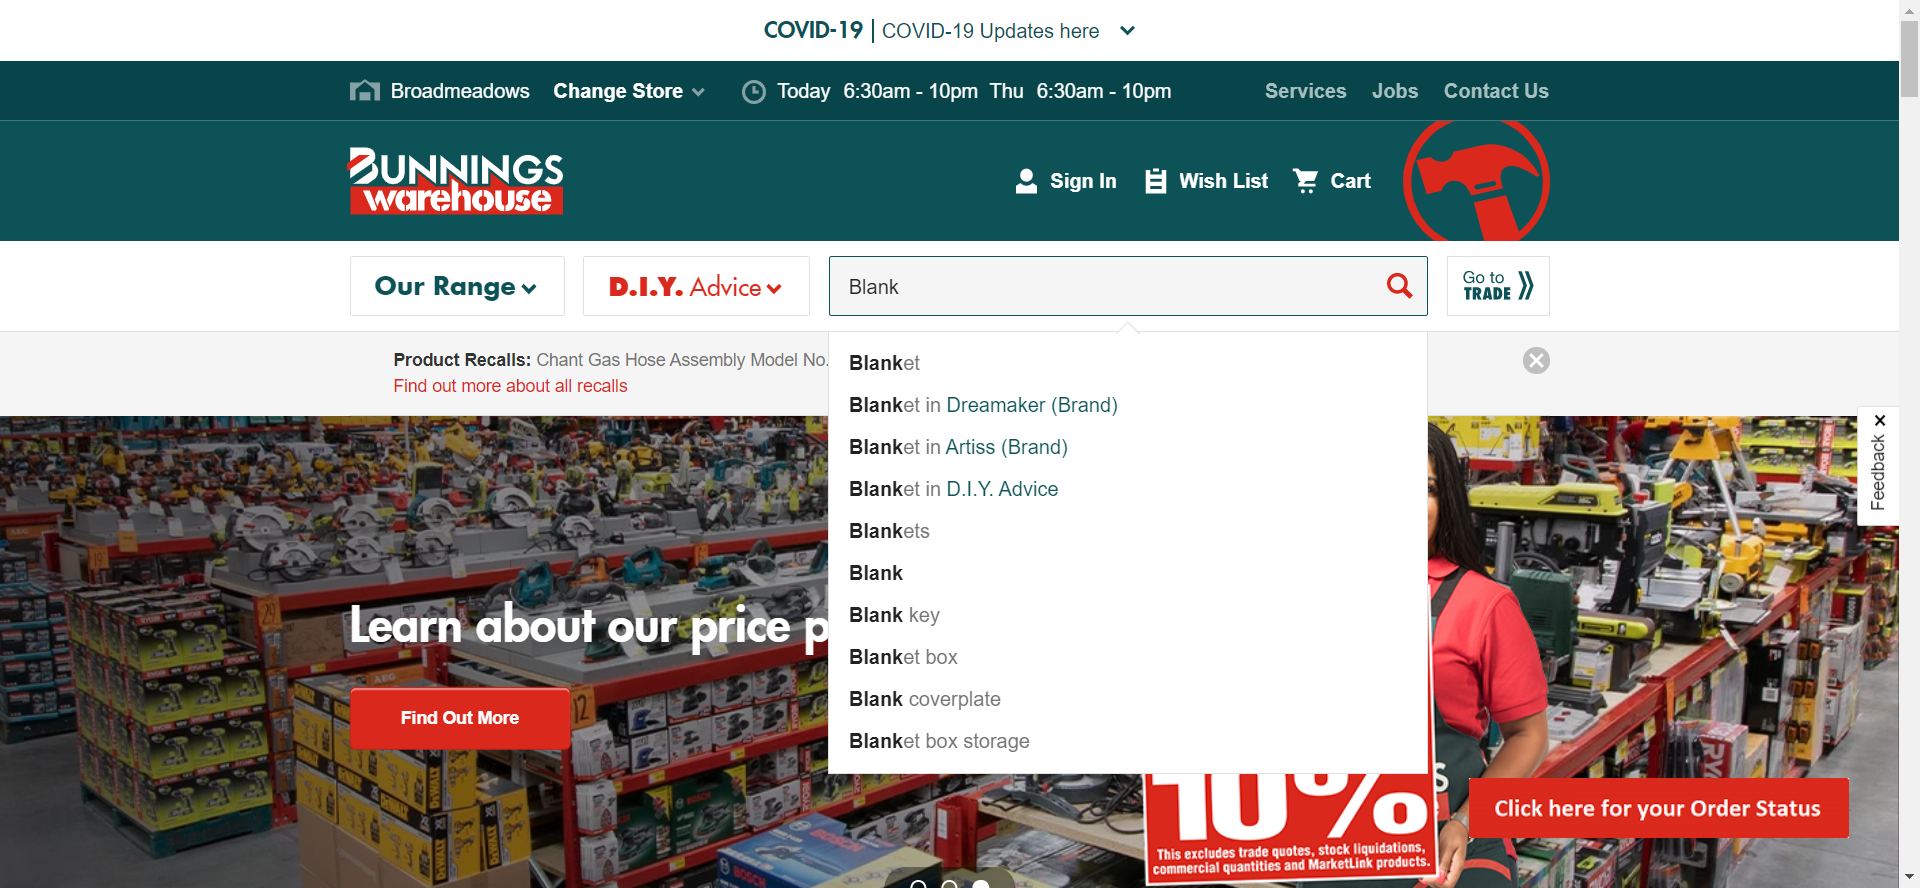 COVID-19 | COVID-19 Updates here
Broadmeadows Change Store Today 6:30am - 10pm Thu 6:30am - 10pm Services Jobs Contact Us
BUNNINGS
warehouse
Sign In Wish List Cart
Our Range
D.I.Y. Advice
Blank
Go to
TRADE
Product Recalls: Chant Gas Hose Assembly Model No.
Find out more about all recalls
Blanket
Blanket in Dreamaker (Brand)
Blanket in Artiss (Brand)
Blanket in D.I.Y. Advice
Blankets
Blank
Blank key
Blanket box
Blank coverplate
Blanket box storage
Feedback
Learn about our price p
Find Out More
AEG
12
DEWALT
BOSCH
BOSCH
10%
This excludes trade quotes, stock liquidations,
commercial quantities and MarketLink products.
Click here for your Order Status